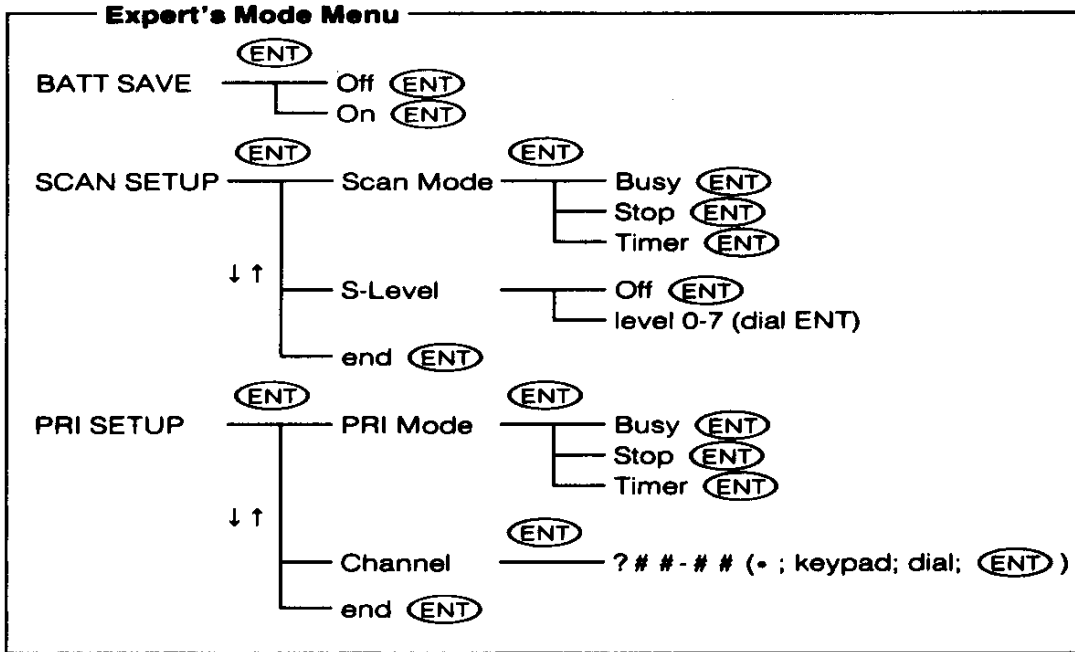 Expert's Mode Menu
ENT
BATT SAVE Off ENT
On ENT
ENT ENT
SCAN SETUP Scan Mode Busy ENT
Stop ENT
Timer ENT
↓ ↑
S-Level Off ENT
level 0-7 (dial ENT)
end ENT
ENT ENT
PRI SETUP PRI Mode Busy ENT
Stop ENT
Timer ENT
↓ ↑
ENT
Channel ?# #-# # (• ; keypad; dial; ENT )
end ENT